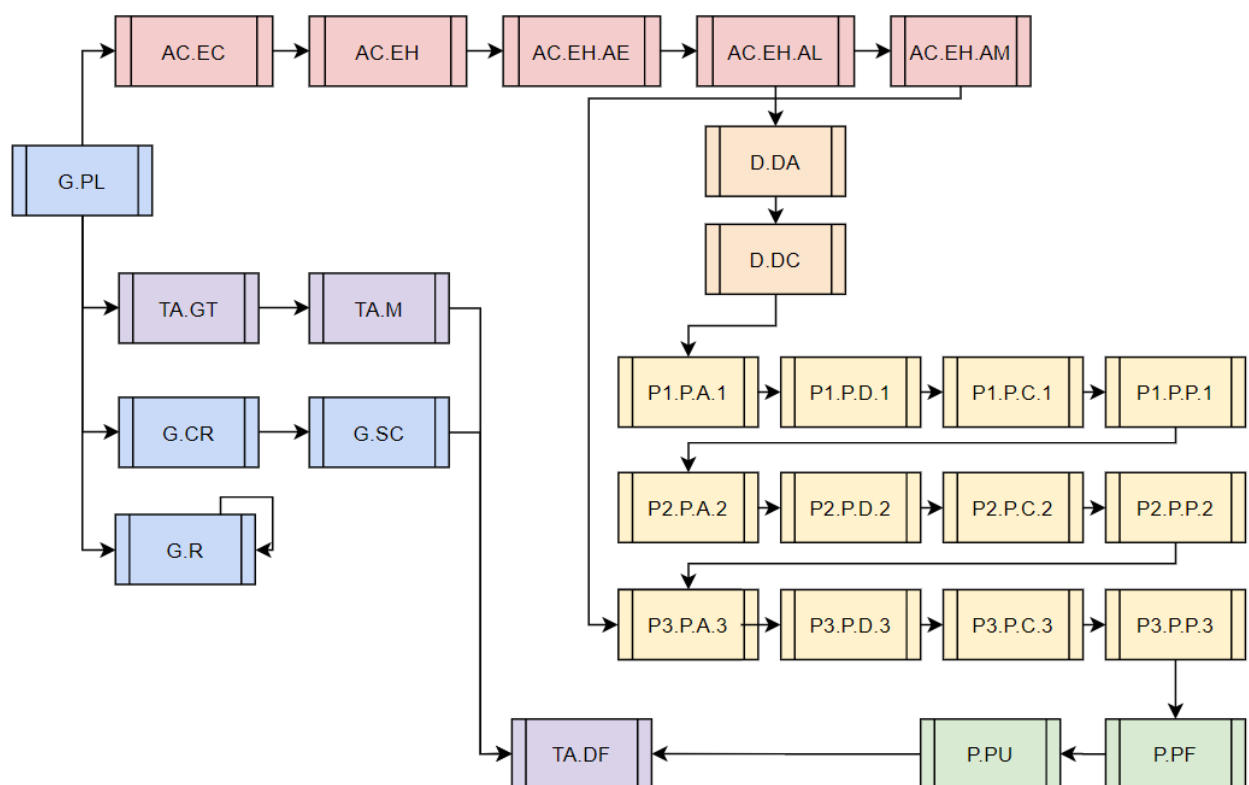 AC.EC
AC.EH
AC.EH.AE
AC.EH.AL
AC.EH.AM
G.PL
D.DA
D.DC
TA.GT
TA.M
P1.P.A.1
P1.P.D.1
P1.P.C.1
P1.P.P.1
G.CR
G.SC
P2.P.A.2
P2.P.D.2
P2.P.C.2
P2.P.P.2
G.R
P3.P.A.3
P3.P.D.3
P3.P.C.3
P3.P.P.3
TA.DF
P.PU
P.PF